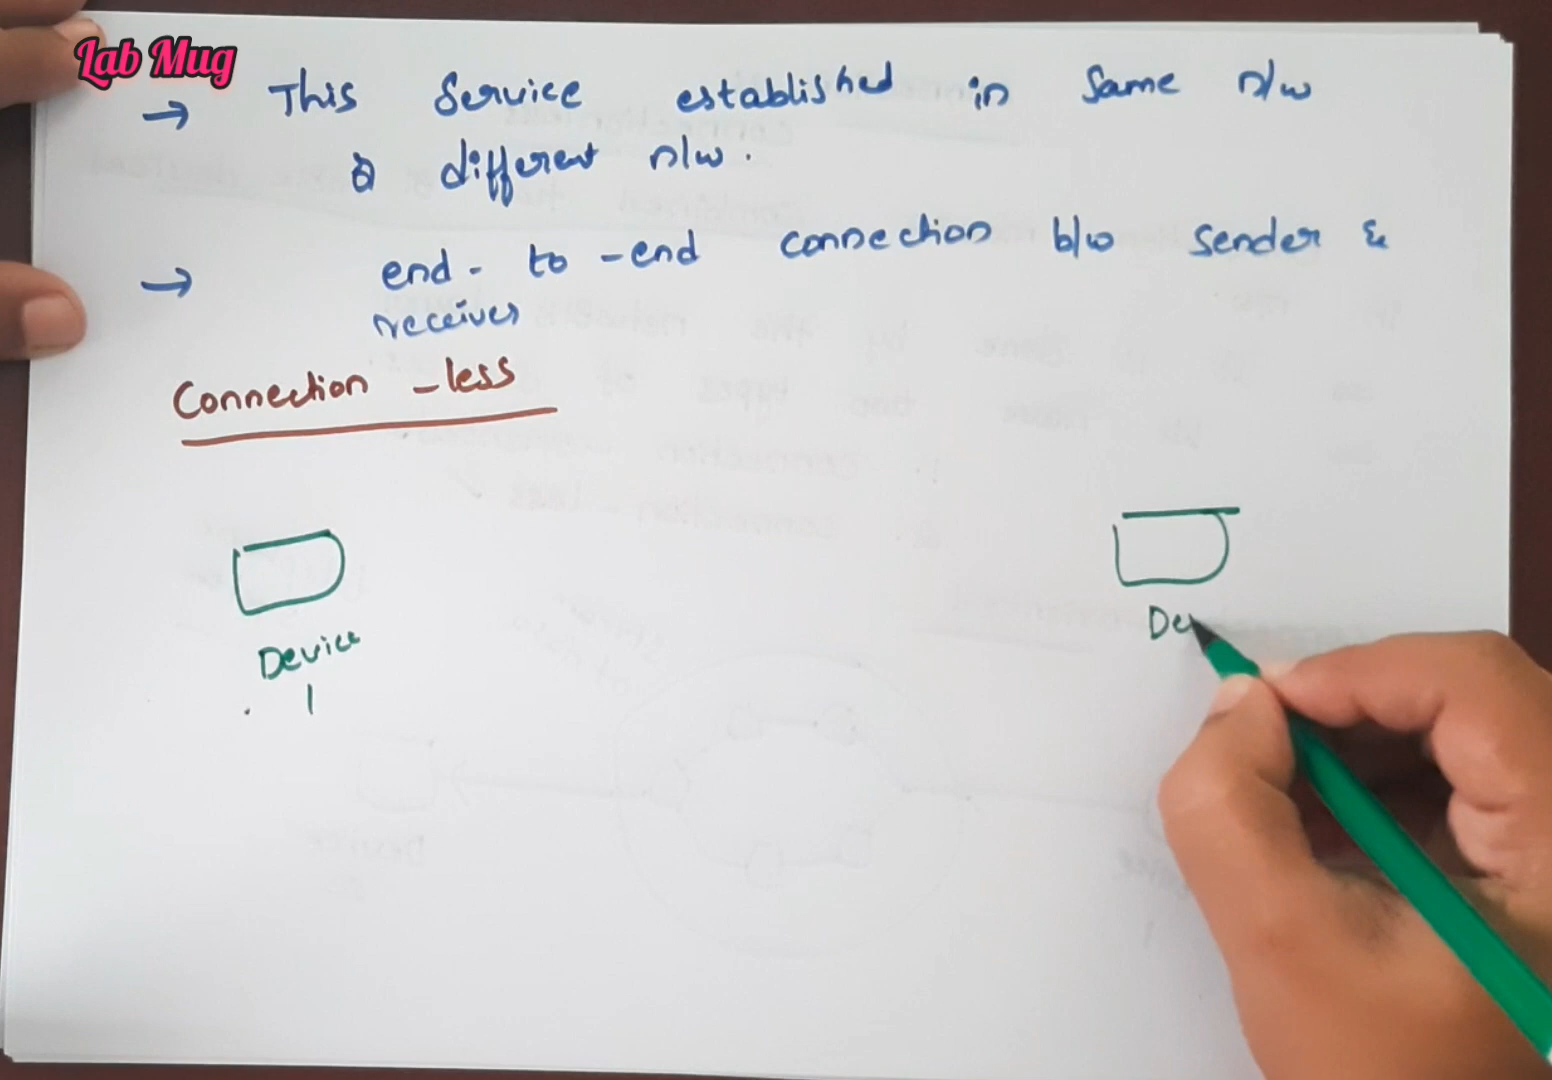 Lab Mug
→ This Service established in Same n/w
different n/w.
→ end - to - end connection b/w sender &
receiver
Connection - less
Device
1
De